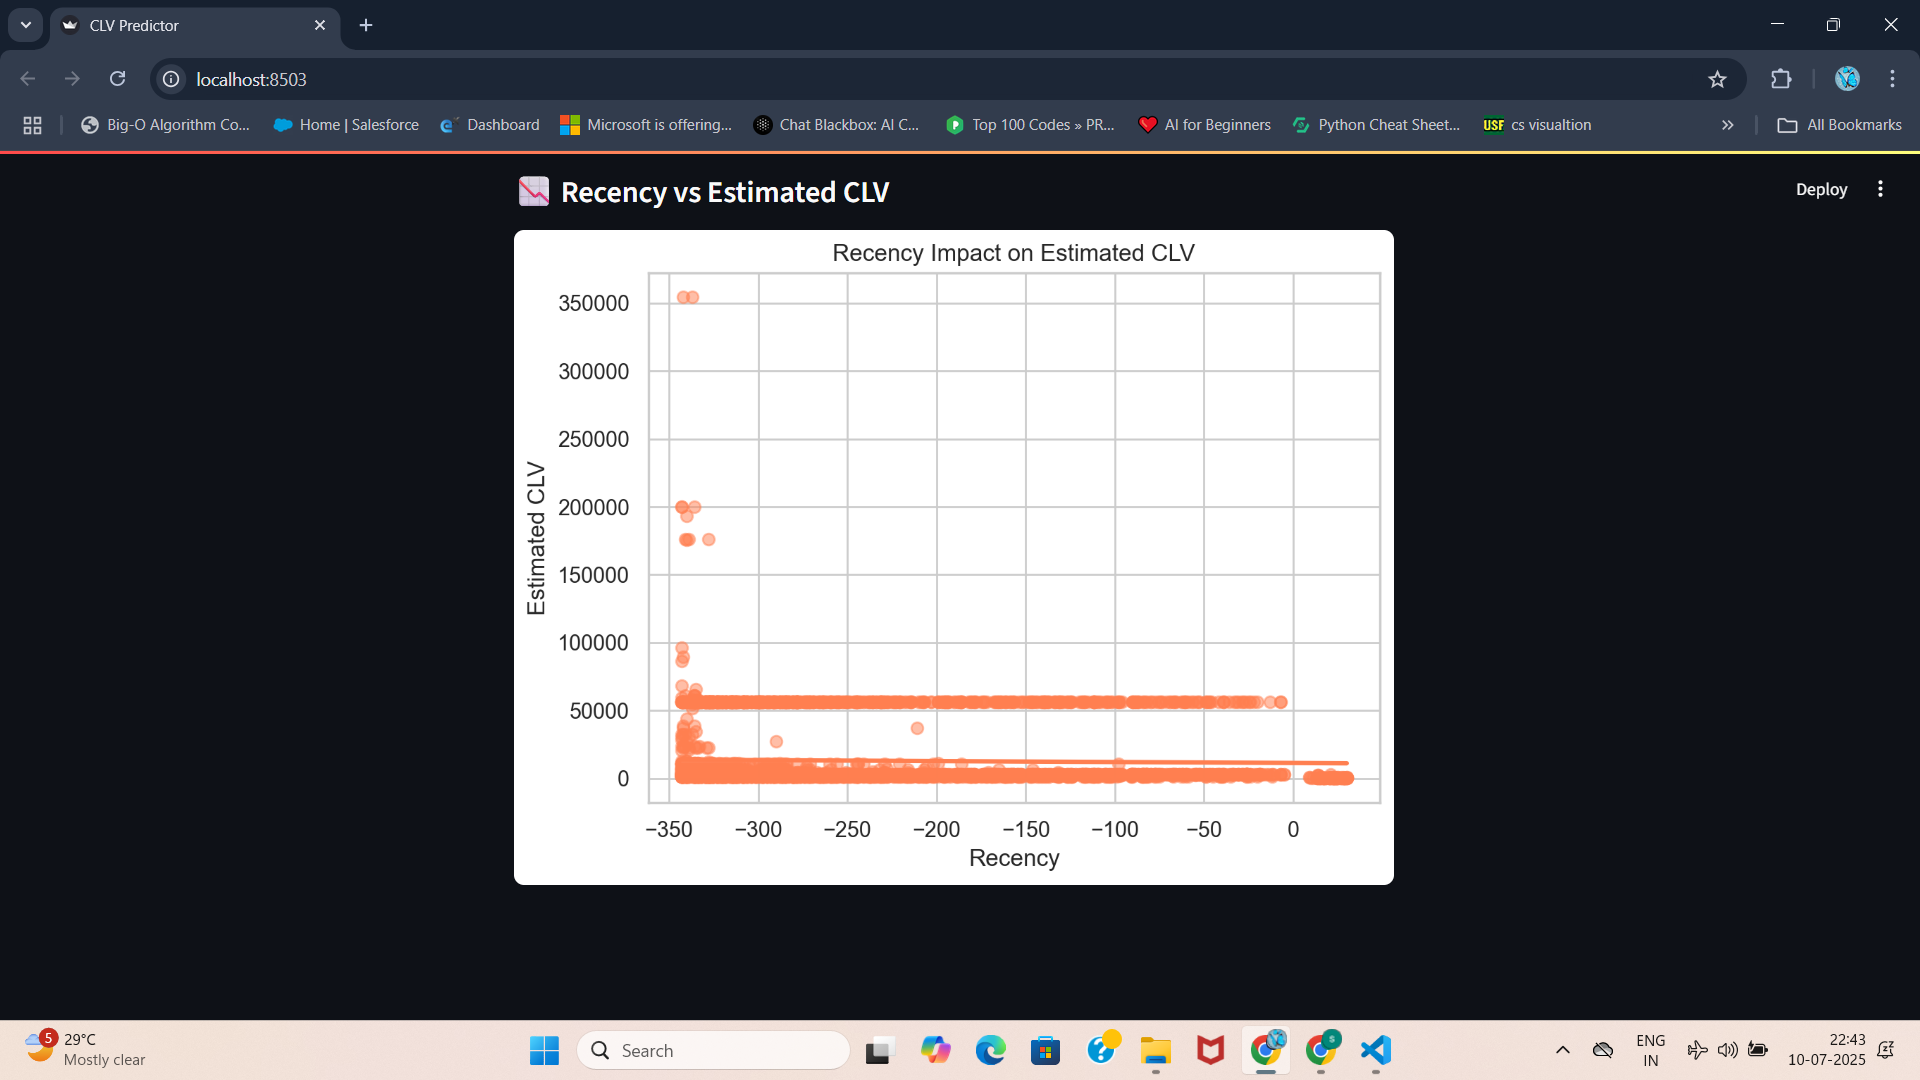 CLV Predictor
localhost:8503
Big-O Algorithm Co...
Home | Salesforce
Dashboard
Microsoft is offering...
Chat Blackbox: AI C...
Top 100 Codes » PR...
AI for Beginners
Python Cheat Sheet...
USF cs visualtion
All Bookmarks
Recency vs Estimated CLV
Deploy
Recency Impact on Estimated CLV
Estimated CLV
350000
300000
250000
200000
150000
100000
50000
0
−350 −300 −250 −200 −150 −100 −50 0
Recency
5
29°C
Mostly clear
Search
S
ENG
IN
22:43
10-07-2025